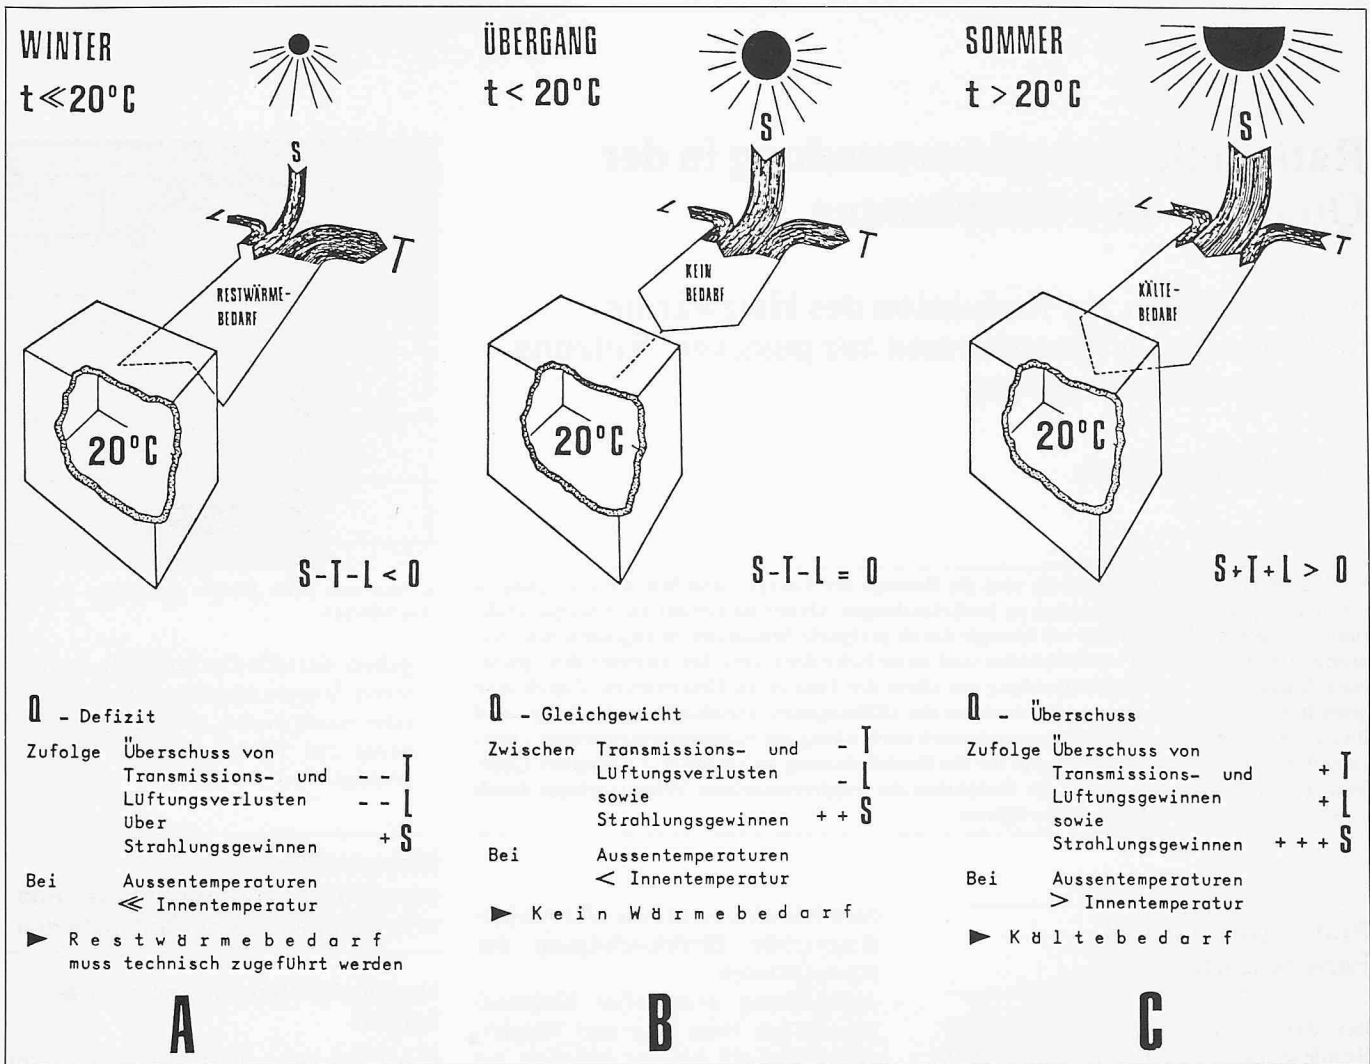 WINTER
t≪20°C
S
L
T
RESTWÄRME-
BEDARF
20°C
S-T-L < 0
Q - Defizit
Zufolge Überschuss von
Transmissions- und - - T
Lüftungsverlusten - - L
Uber
Strahlungsgewinnen + S
Bei Aussentemperaturen
≪ Innentemperatur
► Restwärmebedarf
muss technisch zugeführt werden
A
ÜBERGANG
t< 20°C
S
L
T
KEIN
BEDARF
20°C
S-T-L = 0
Q - Gleichgewicht
Zwischen Transmissions- und - T
Lüftungsverlusten - L
sowie
Strahlungsgewinnen + + S
Bei Aussentemperaturen
< Innentemperatur
► Kein Wärmebedarf
B
SOMMER
t > 20°C
S
L
T
KÄLTE-
BEDARF
20°C
S+T+L > 0
Q - Überschuss
Zufolge Überschuss von
Transmissions- und + T
Lüftungsgewinnen + L
sowie
Strahlungsgewinnen + + + S
Bei Aussentemperaturen
> Innentemperatur
► Kältebedarf
C